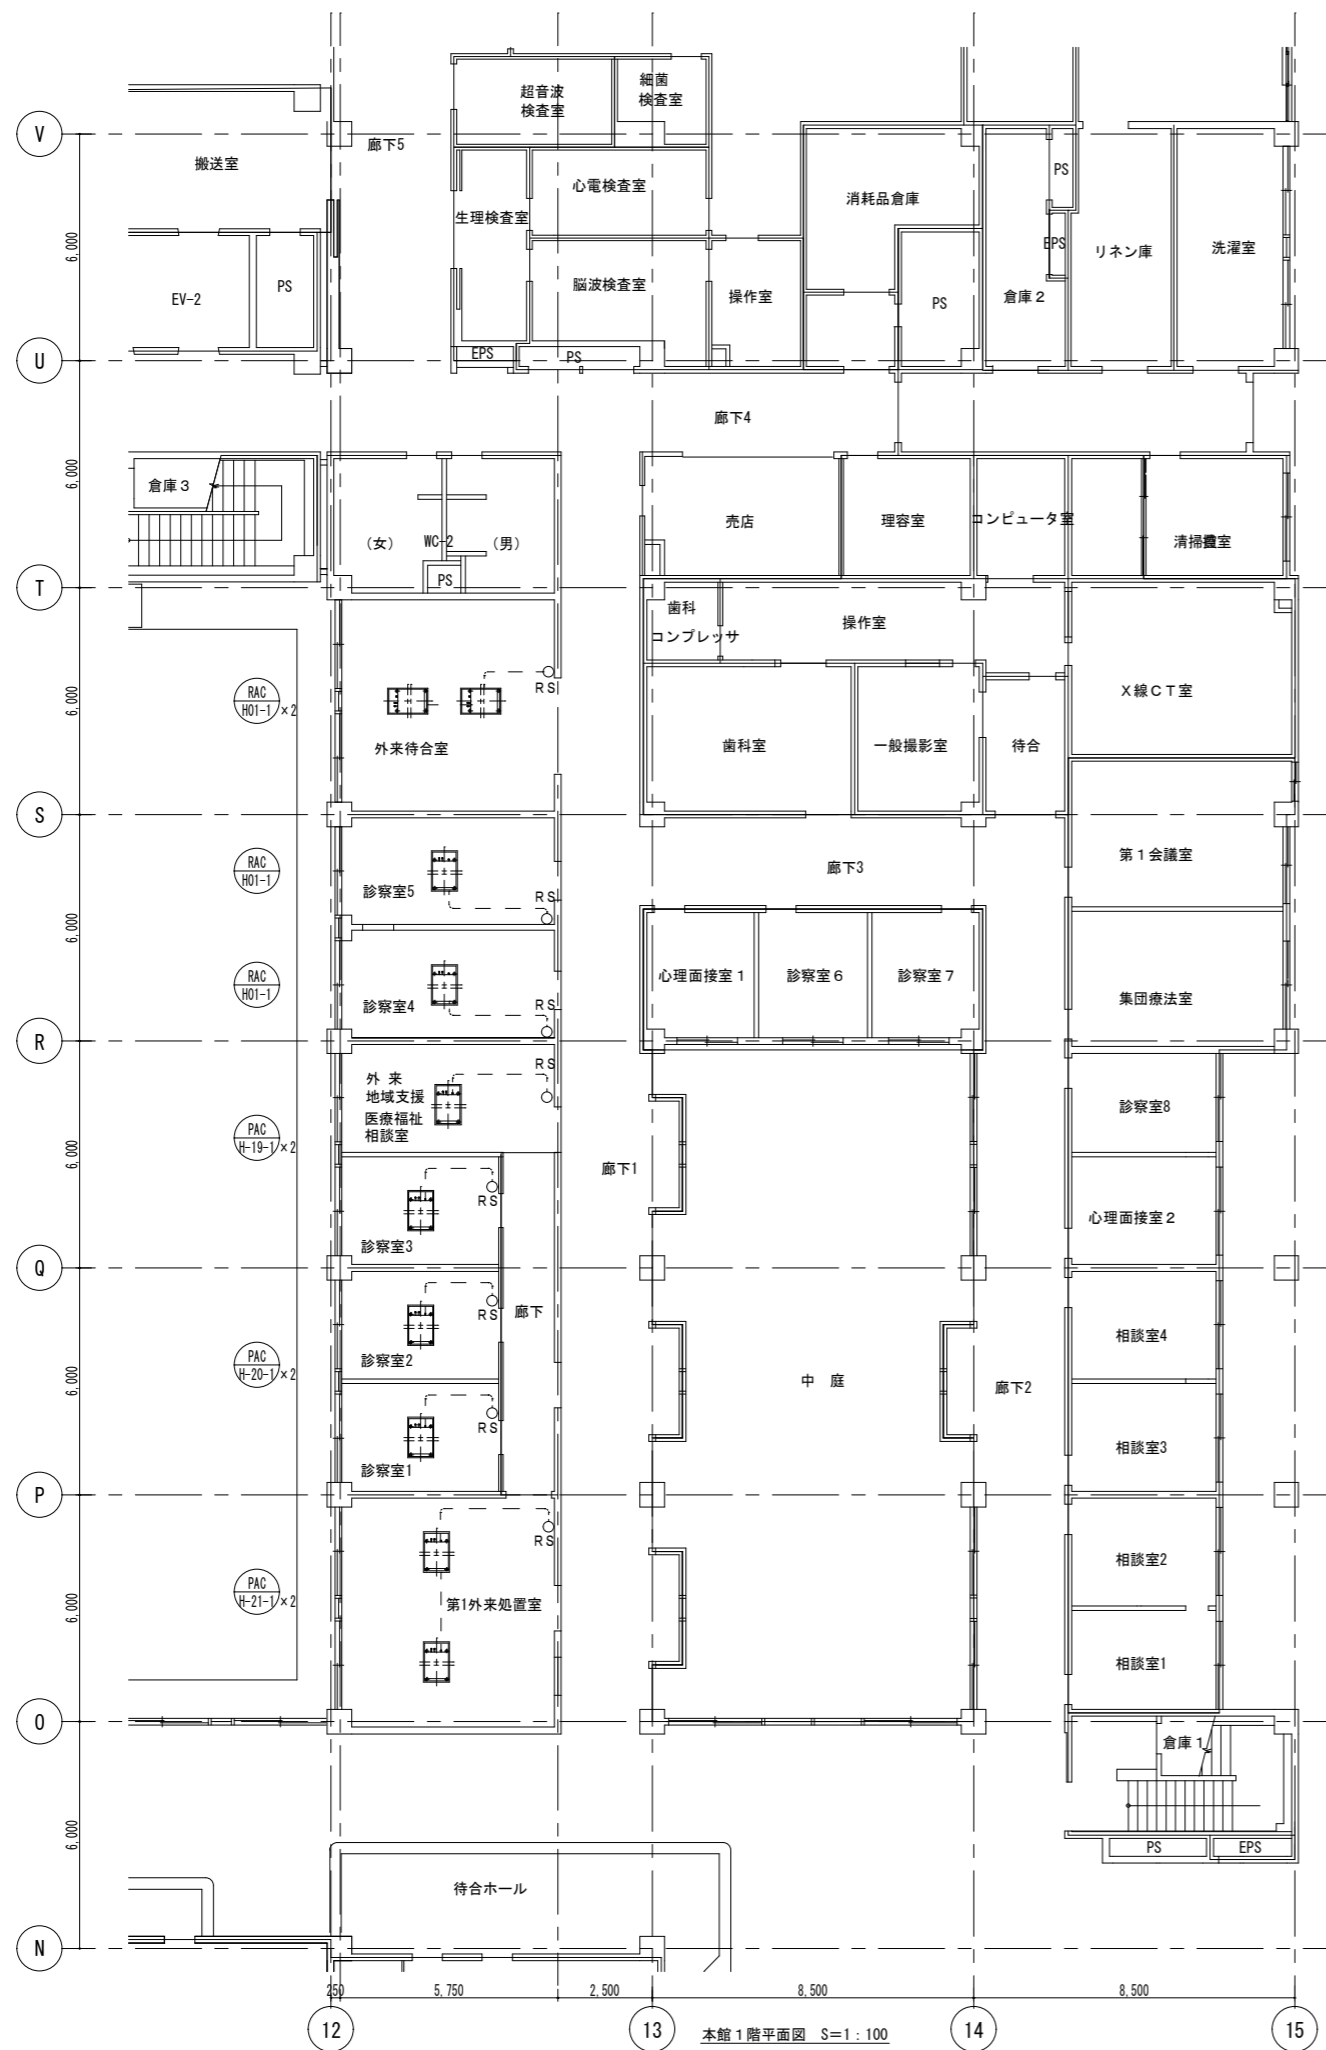 超音波
検査室
細菌
検査室
V
廊下5
搬送室
心電検査室
生理検査室
消耗品倉庫
PS
EPS
リネン庫
洗濯室
6,000
EV-2
PS
脳波検査室
操作室
PS
倉庫2
U
EPS
PS
廊下4
6,000
倉庫3
(女)
WC-2
(男)
PS
売店
理容室
コンピュータ室
T
歯科
コンプレッサ
操作室
6,000
RAC
H01-1
×2
RS
外来待合室
歯科室
一般撮影室
待合
X線CT室
S
RAC
H01-1
診察室5
RS
廊下3
第1会議室
6,000
RAC
H01-1
診察室4
RS
心理面接室1
診察室6
診察室7
集団療法室
R
外 来
地域支援
医療福祉
相談室
RS
診察室8
6,000
PAC
H-19-1
×2
廊下1
RS
診察室3
心理面接室2
Q
RS
廊下
6,000
PAC
H-20-1
×2
診察室2
中 庭
相談室4
廊下2
RS
診察室1
相談室3
P
RS
6,000
PAC
H-21-1
×2
第1外来処置室
相談室2
相談室1
O
倉庫1
6,000
PS
EPS
待合ホール
N
250
5,750
2,500
8,500
8,500
12
13
14
15
本館1階平面図 S=1:100